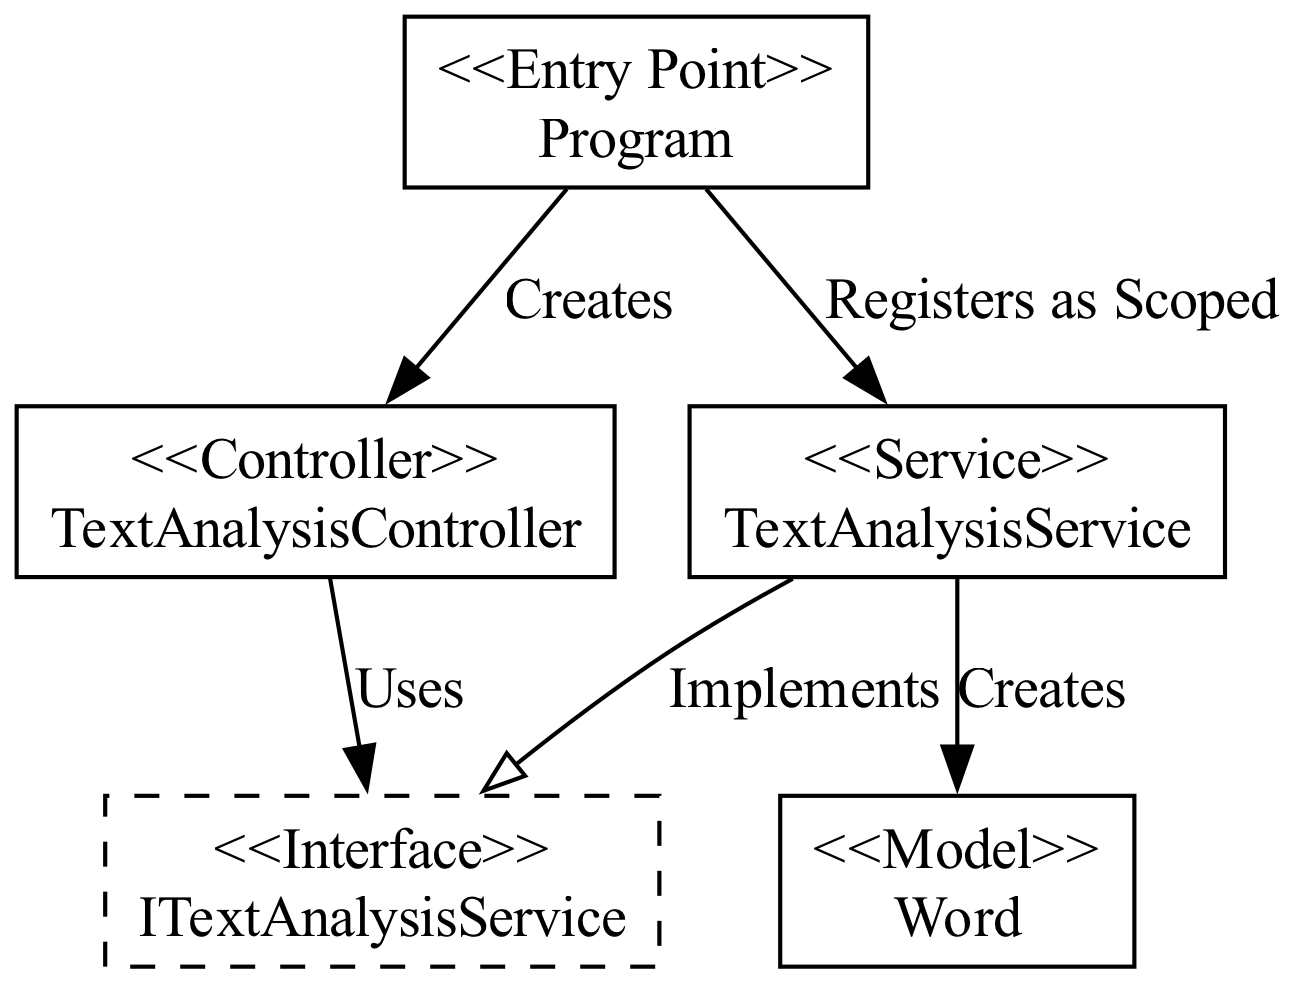 <<Entry Point>>
Program
Creates
Registers as Scoped
<<Controller>>
TextAnalysisController
<<Service>>
TextAnalysisService
Uses
Implements
Creates
<<Interface>>
ITextAnalysisService
<<Model>>
Word